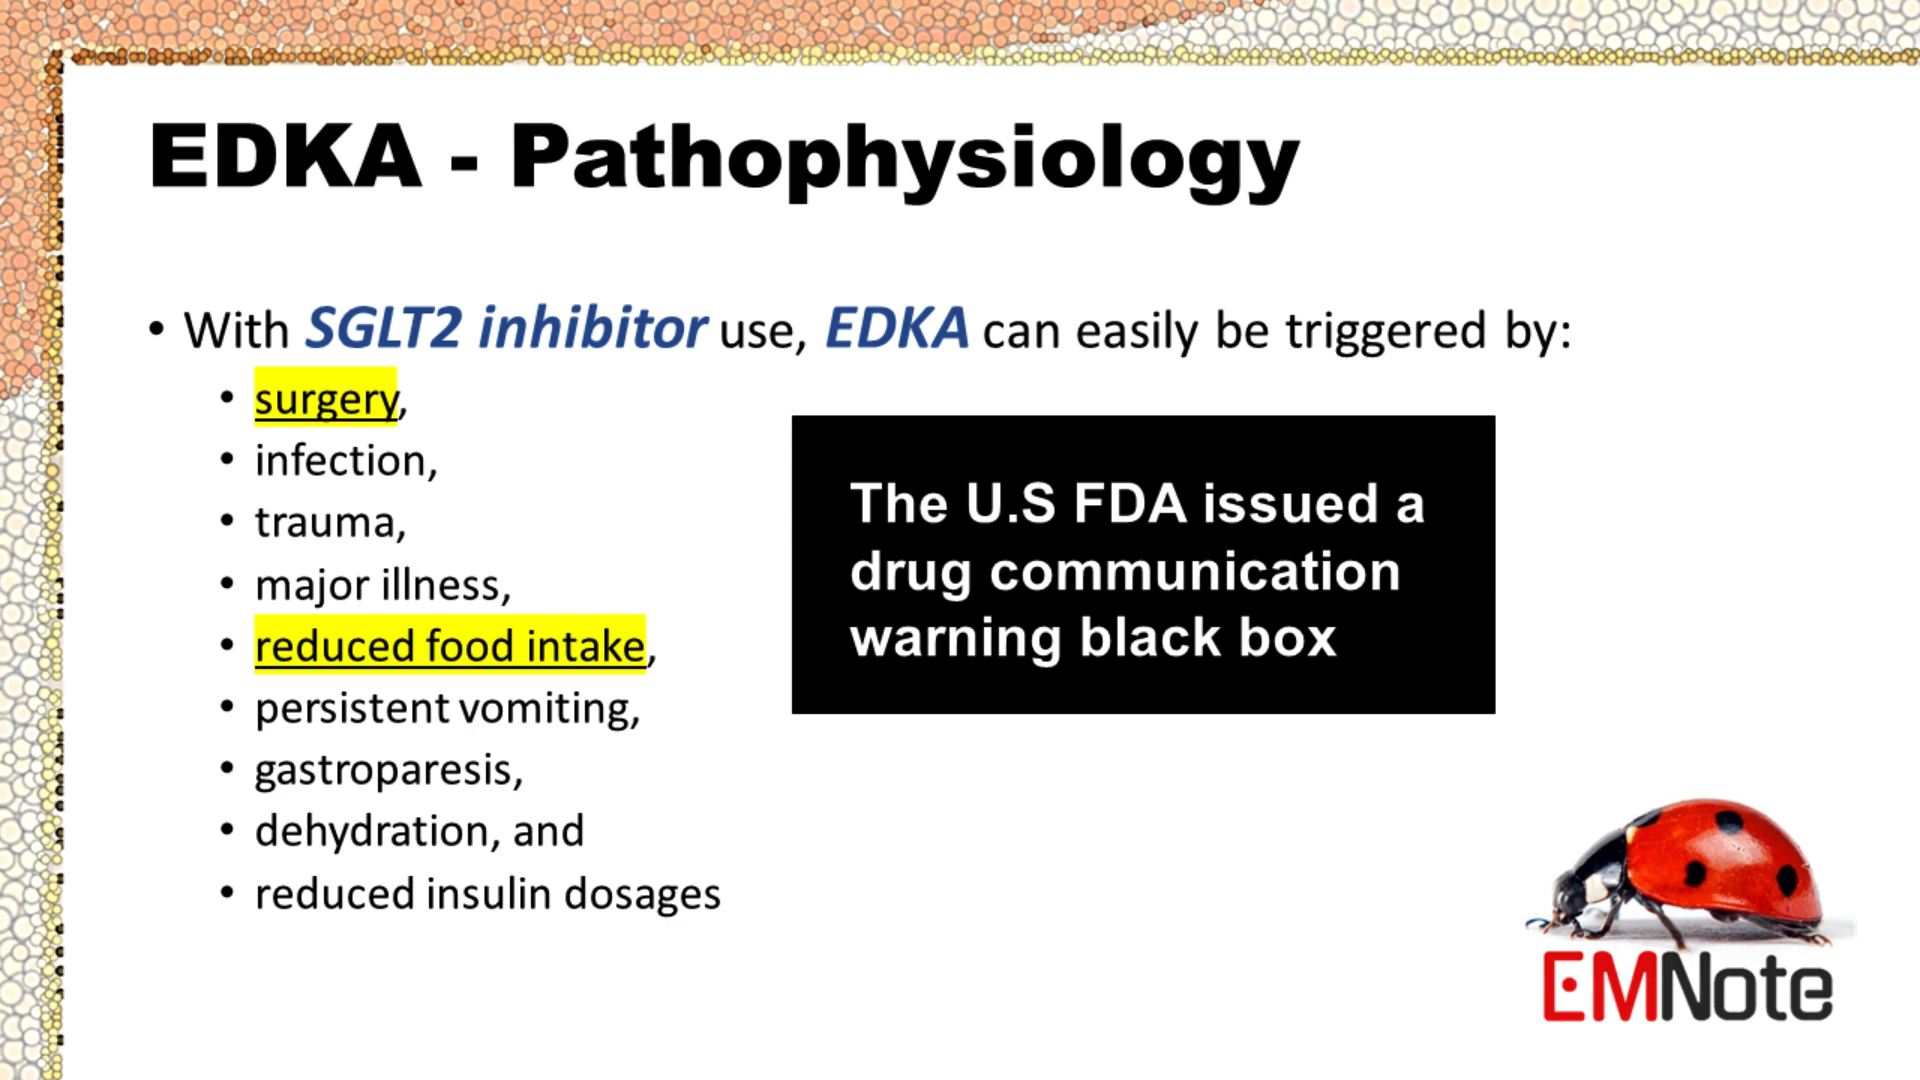 EDKA - Pathophysiology
• With SGLT2 inhibitor use, EDKA can easily be triggered by:
• surgery,
• infection,
• trauma,
• major illness,
• reduced food intake,
• persistent vomiting,
• gastroparesis,
• dehydration, and
• reduced insulin dosages
The U.S FDA issued a
drug communication
warning black box
EMNote